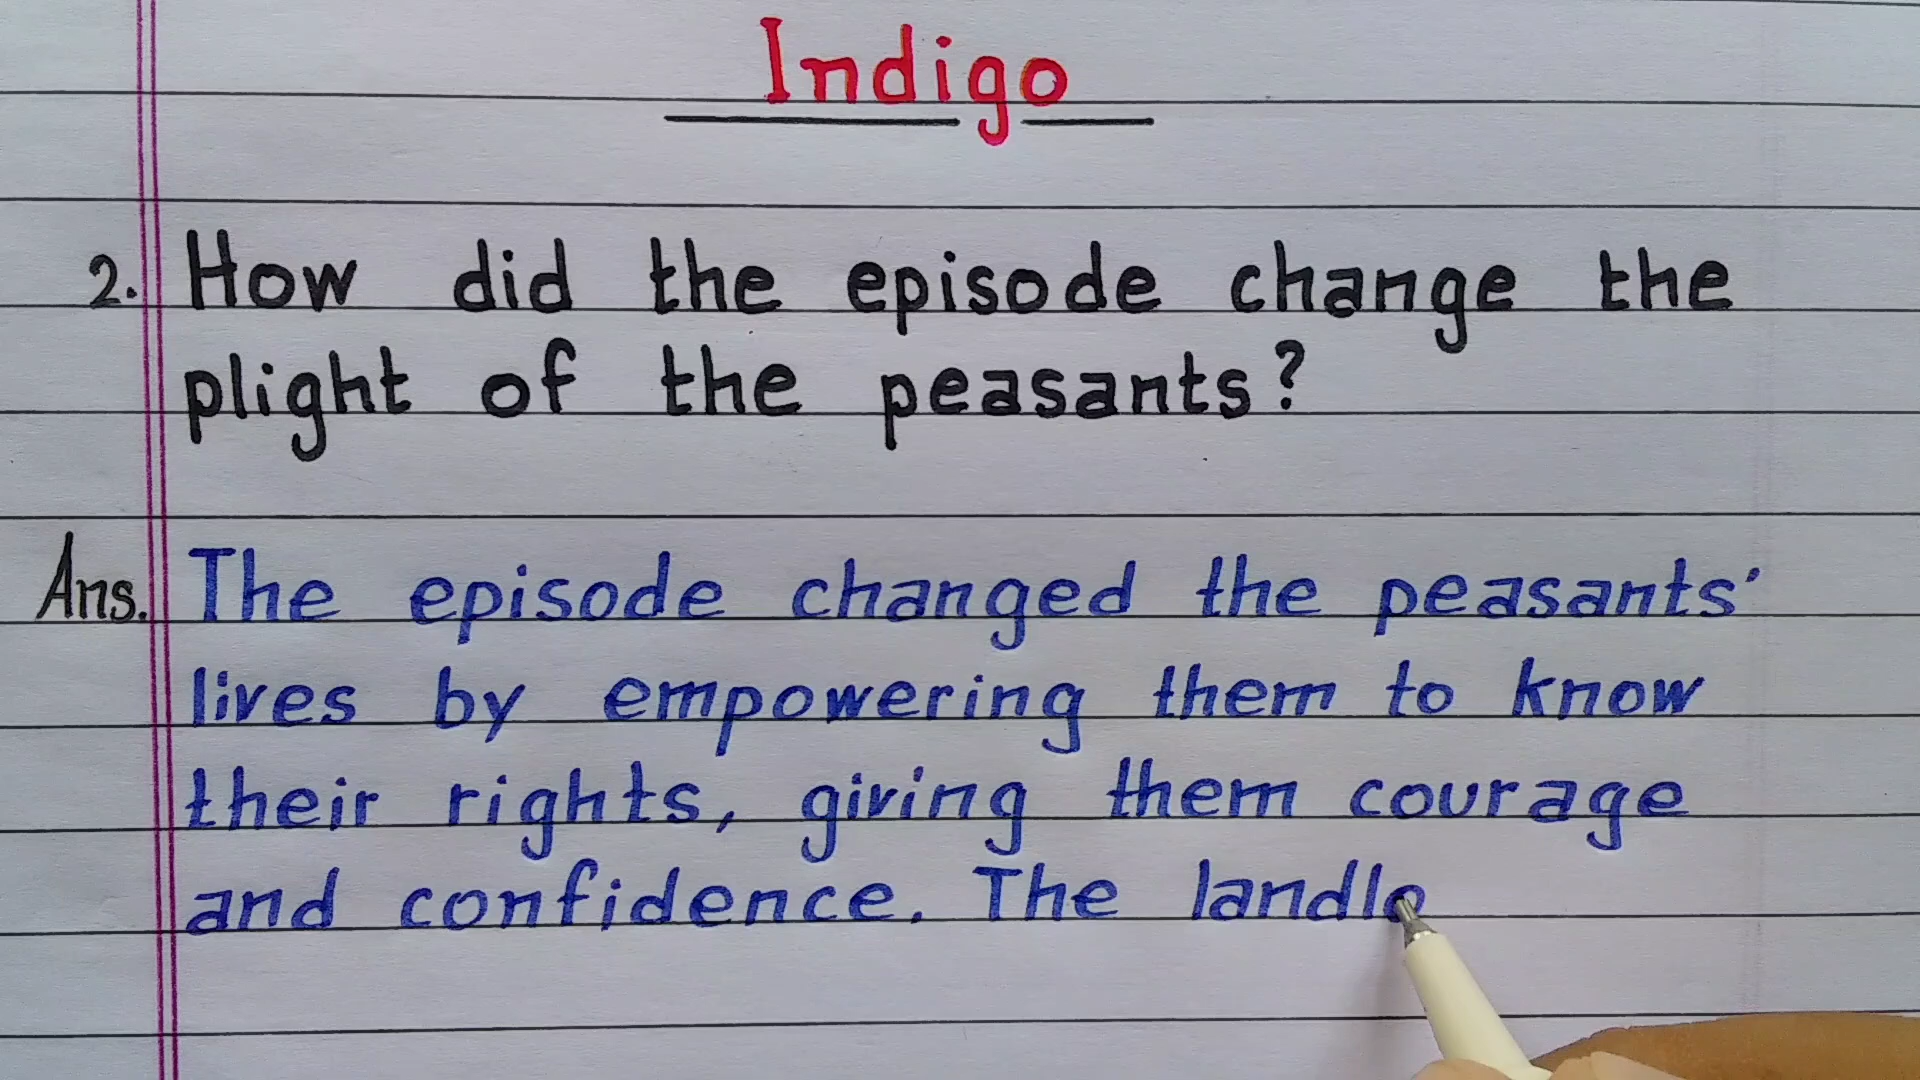 Indigo
2. How did the episode change the
plight of the peasants?
Ans. The episode changed the peasants'
lives by empowering them to know
their rights, giving them courage
and confidence. The landlo